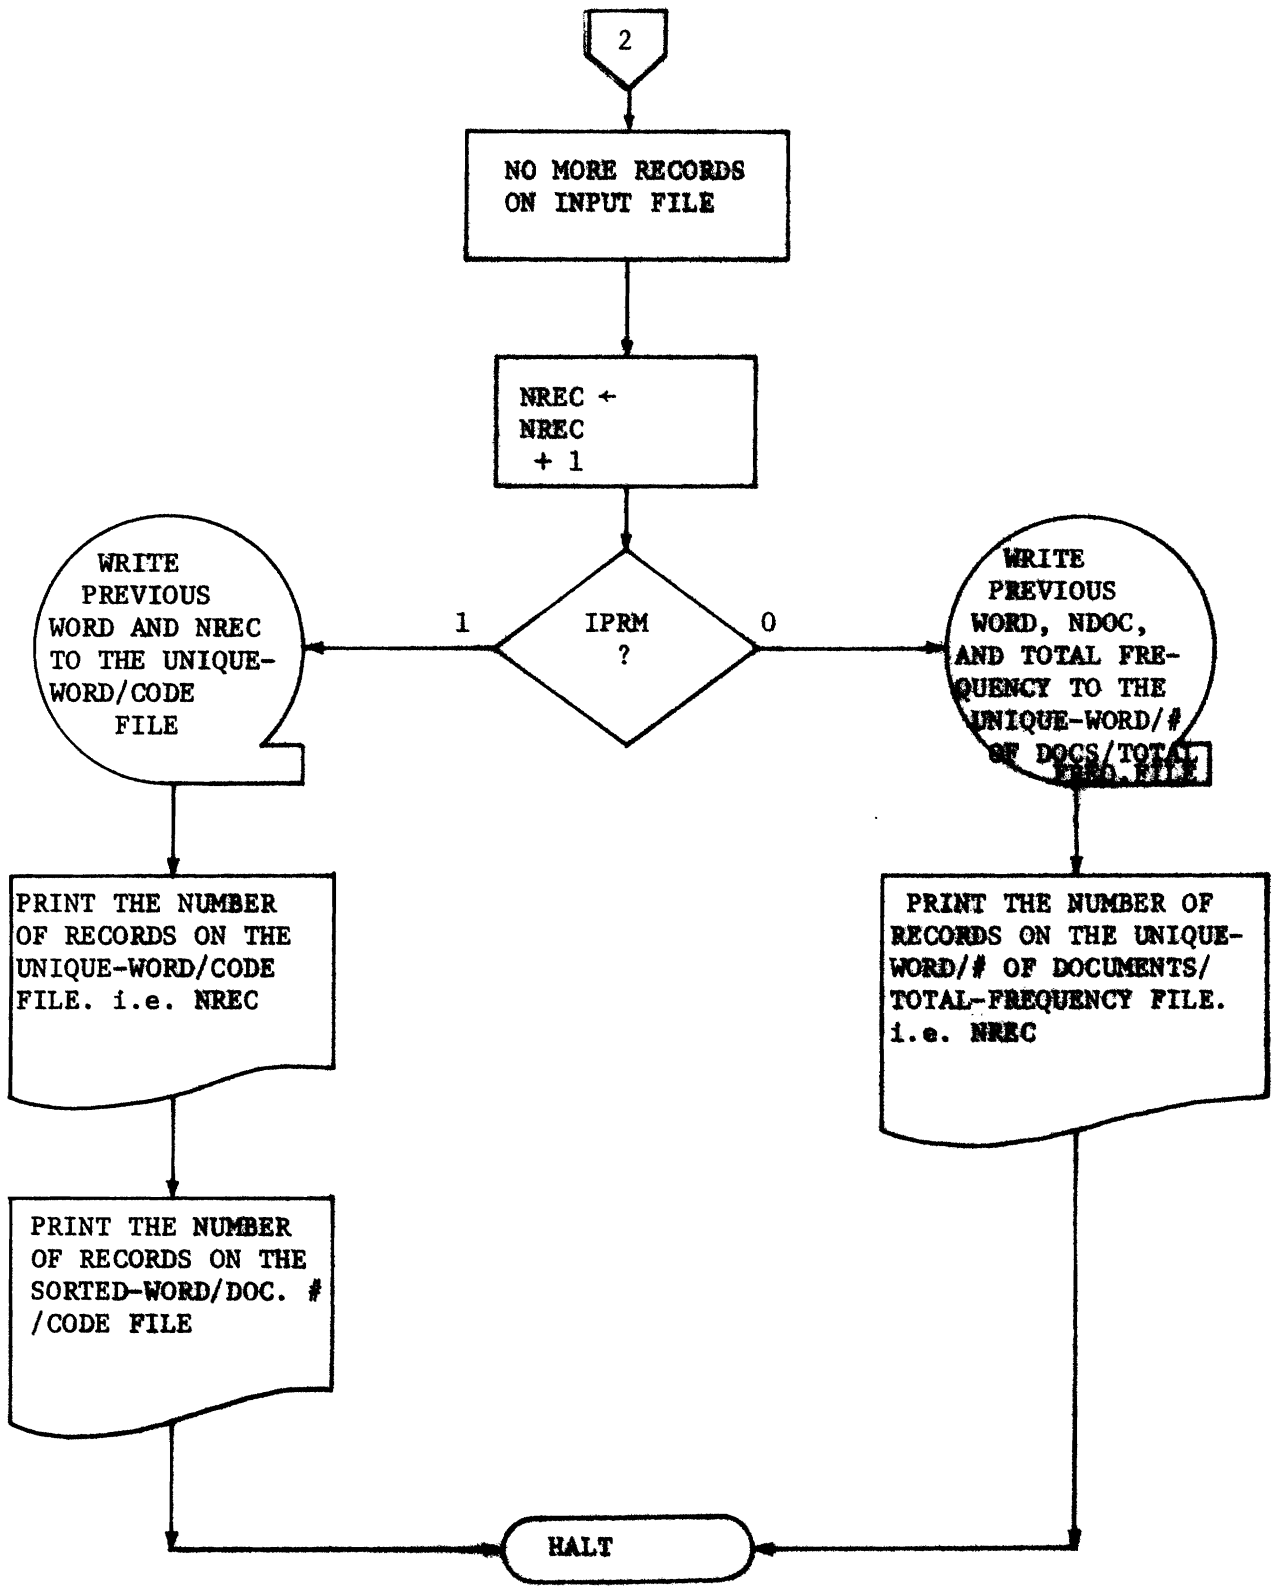 2
NO MORE RECORDS
ON INPUT FILE
NREC ←
NREC
+ 1
IPRM
?
1
0
WRITE
PREVIOUS
WORD AND NREC
TO THE UNIQUE-
WORD/CODE
FILE
PRINT THE NUMBER
OF RECORDS ON THE
UNIQUE-WORD/CODE
FILE. i.e. NREC
PRINT THE NUMBER
OF RECORDS ON THE
SORTED-WORD/DOC. #
/CODE FILE
WRITE
PREVIOUS
WORD, NDOC,
AND TOTAL FRE-
QUENCY TO THE
UNIQUE-WORD/#
OF DOCS/TOTAL
FREQ.FILE
PRINT THE NUMBER OF
RECORDS ON THE UNIQUE-
WORD/# OF DOCUMENTS/
TOTAL-FREQUENCY FILE.
i.e. NREC
HALT